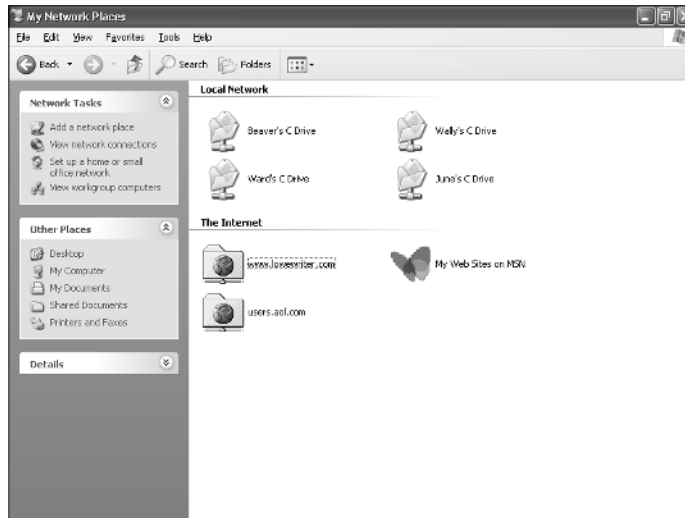 My Network Places
File Edit View Favorites Tools Help
Back Search Folders
Network Tasks
Add a network place
View network connections
Set up a home or small
office network
View workgroup computers
Other Places
Desktop
My Computer
My Documents
Shared Documents
Printers and Faxes
Details
Local Network
Beaver's C Drive Wally's C Drive
Ward's C Drive June's C Drive
The Internet
www.lowewriter.com My Web Sites on MSN
users.aol.com